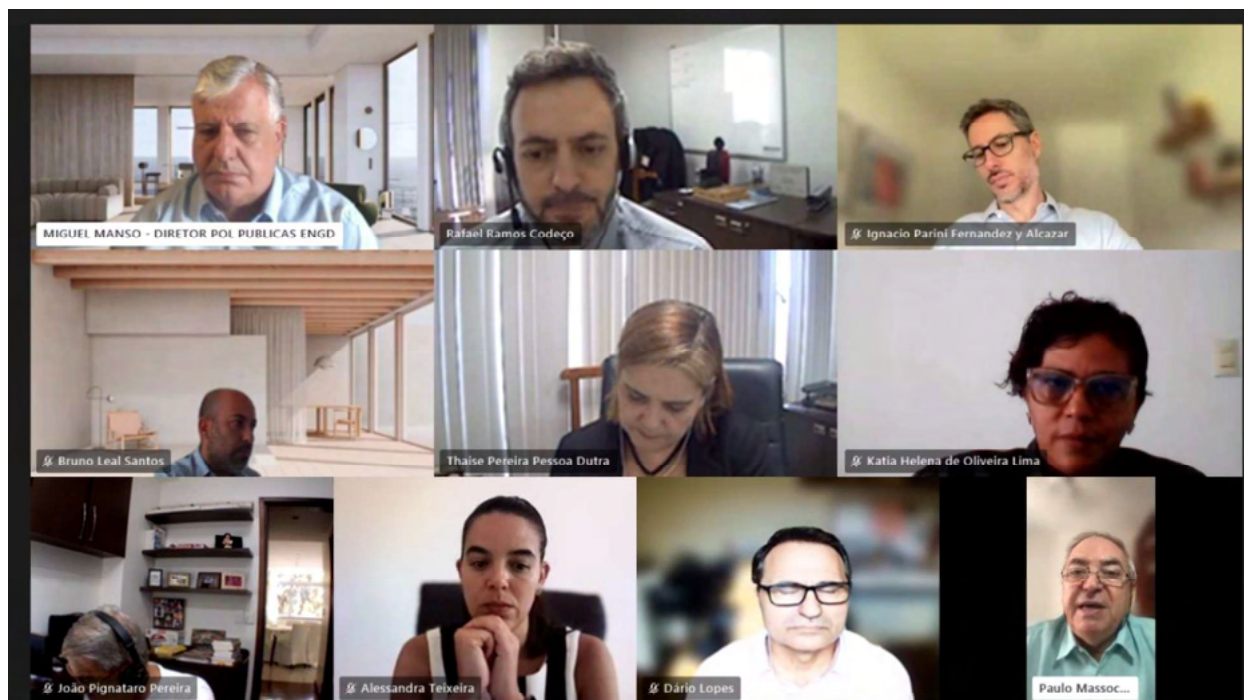 MIGUEL MANSO - DIRETOR POL PUBLICAS ENGD
Rafael Ramos Codeço
Ignacio Parini Fernandez y Alcazar
Bruno Leal Santos
Thaise Pereira Pessoa Dutra
Katia Helena de Oliveira Lima
João Pignataro Pereira
Alessandra Teixeira
Dário Lopes
Paulo Massoc...